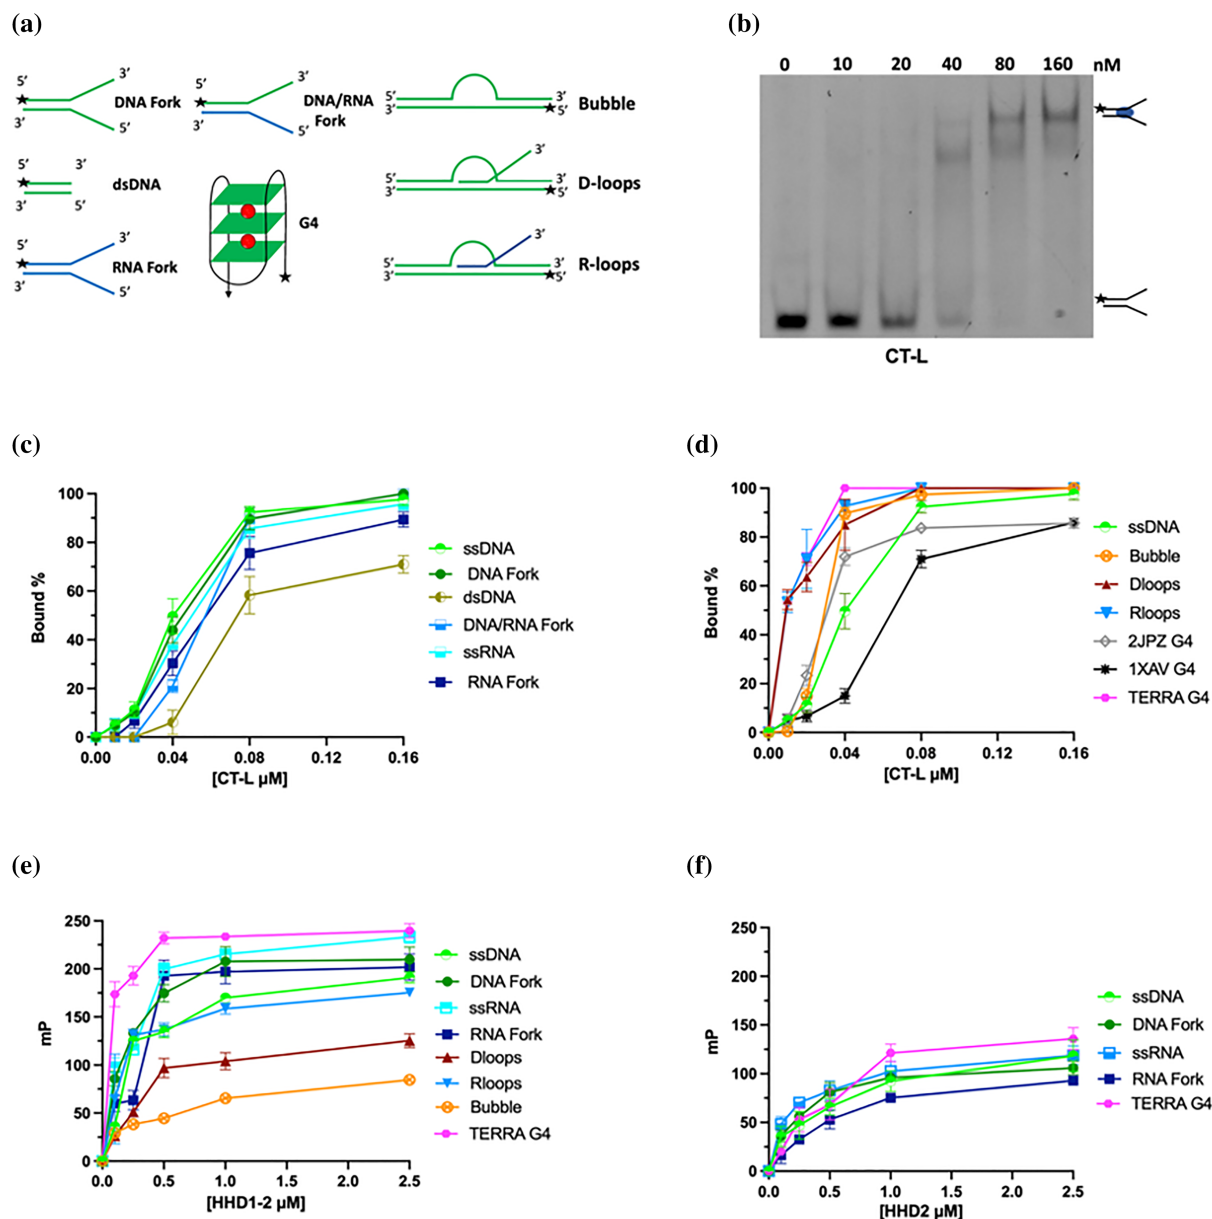 (a)
5’ 3’ 3’ 5’ DNA Fork
5’ 3’ 3’ 5’ DNA/RNA Fork
5’ 3’ 3’ 5’ Bubble
5’ 3’ 3’ 5’ dsDNA
G4
5’ 3’ 3’ 3’ 5’ D-loops
5’ 3’ 3’ 5’ RNA Fork
5’ 3’ 3’ 3’ 5’ R-loops
(b)
0 10 20 40 80 160 nM
CT-L
(c)
Bound %
100
80
60
40
20
0
0.00 0.04 0.08 0.12 0.16
[CT-L µM]
ssDNA
DNA Fork
dsDNA
DNA/RNA Fork
ssRNA
RNA Fork
(d)
Bound %
100
80
60
40
20
0
0.00 0.04 0.08 0.12 0.16
[CT-L µM]
ssDNA
Bubble
Dloops
Rloops
2JPZ G4
1XAV G4
TERRA G4
(e)
mP
250
200
150
100
50
0
0.0 0.5 1.0 1.5 2.0 2.5
[HHD1-2 µM]
ssDNA
DNA Fork
ssRNA
RNA Fork
Dloops
Rloops
Bubble
TERRA G4
(f)
mP
250
200
150
100
50
0
0.0 0.5 1.0 1.5 2.0 2.5
[HHD2 µM]
ssDNA
DNA Fork
ssRNA
RNA Fork
TERRA G4